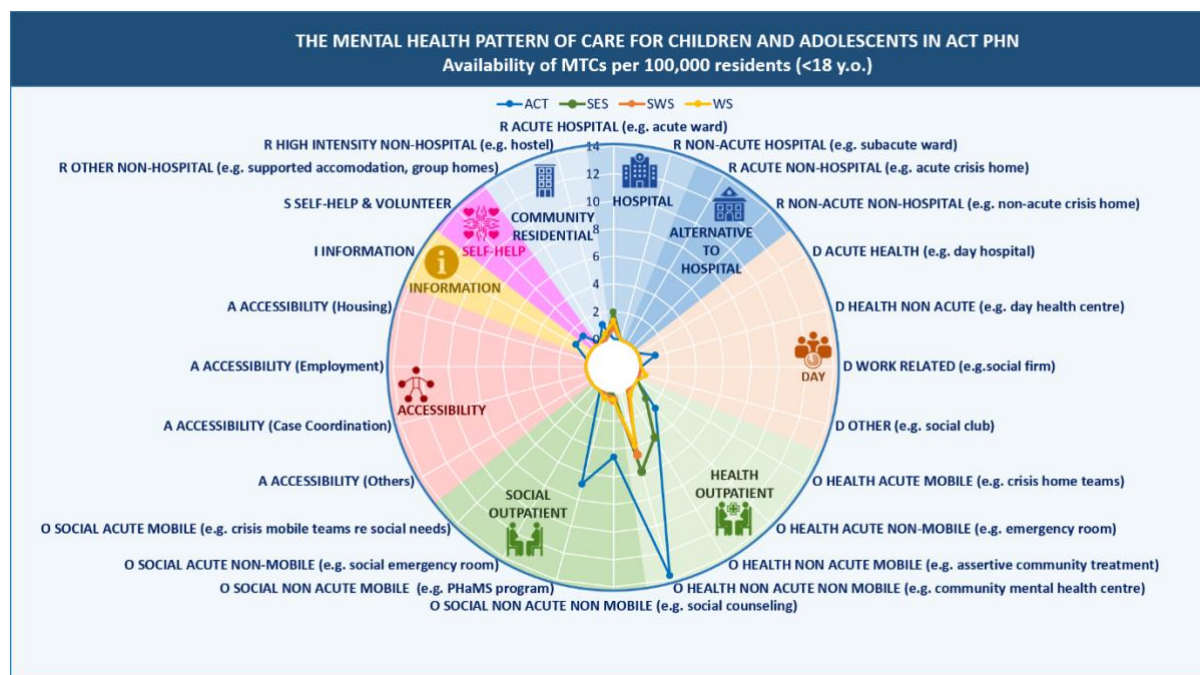 THE MENTAL HEALTH PATTERN OF CARE FOR CHILDREN AND ADOLESCENTS IN ACT PHN
Availability of MTCs per 100,000 residents (<18 y.o.)
ACT SES SWS WS
R ACUTE HOSPITAL (e.g. acute ward)
R NON-ACUTE HOSPITAL (e.g. subacute ward)
R ACUTE NON-HOSPITAL (e.g. acute crisis home)
R NON-ACUTE NON-HOSPITAL (e.g. non-acute crisis home)
D ACUTE HEALTH (e.g. day hospital)
D HEALTH NON ACUTE (e.g. day health centre)
D WORK RELATED (e.g.social firm)
D OTHER (e.g. social club)
O HEALTH ACUTE MOBILE (e.g. crisis home teams)
O HEALTH ACUTE NON-MOBILE (e.g. emergency room)
O HEALTH NON ACUTE MOBILE (e.g. assertive community treatment)
O HEALTH NON ACUTE NON MOBILE (e.g. community mental health centre)
O SOCIAL NON ACUTE NON MOBILE (e.g. social counseling)
O SOCIAL NON ACUTE MOBILE (e.g. PHaMS program)
O SOCIAL ACUTE NON-MOBILE (e.g. social emergency room)
O SOCIAL ACUTE MOBILE (e.g. crisis mobile teams re social needs)
A ACCESSIBILITY (Others)
A ACCESSIBILITY (Case Coordination)
A ACCESSIBILITY (Employment)
A ACCESSIBILITY (Housing)
I INFORMATION
S SELF-HELP & VOLUNTEER
R OTHER NON-HOSPITAL (e.g. supported accomodation, group homes)
R HIGH INTENSITY NON-HOSPITAL (e.g. hostel)
14
12
10
8
6
4
2
0
HOSPITAL
ALTERNATIVE
TO
HOSPITAL
DAY
HEALTH
OUTPATIENT
SOCIAL
OUTPATIENT
ACCESSIBILITY
INFORMATION
SELF-HELP
COMMUNITY
RESIDENTIAL